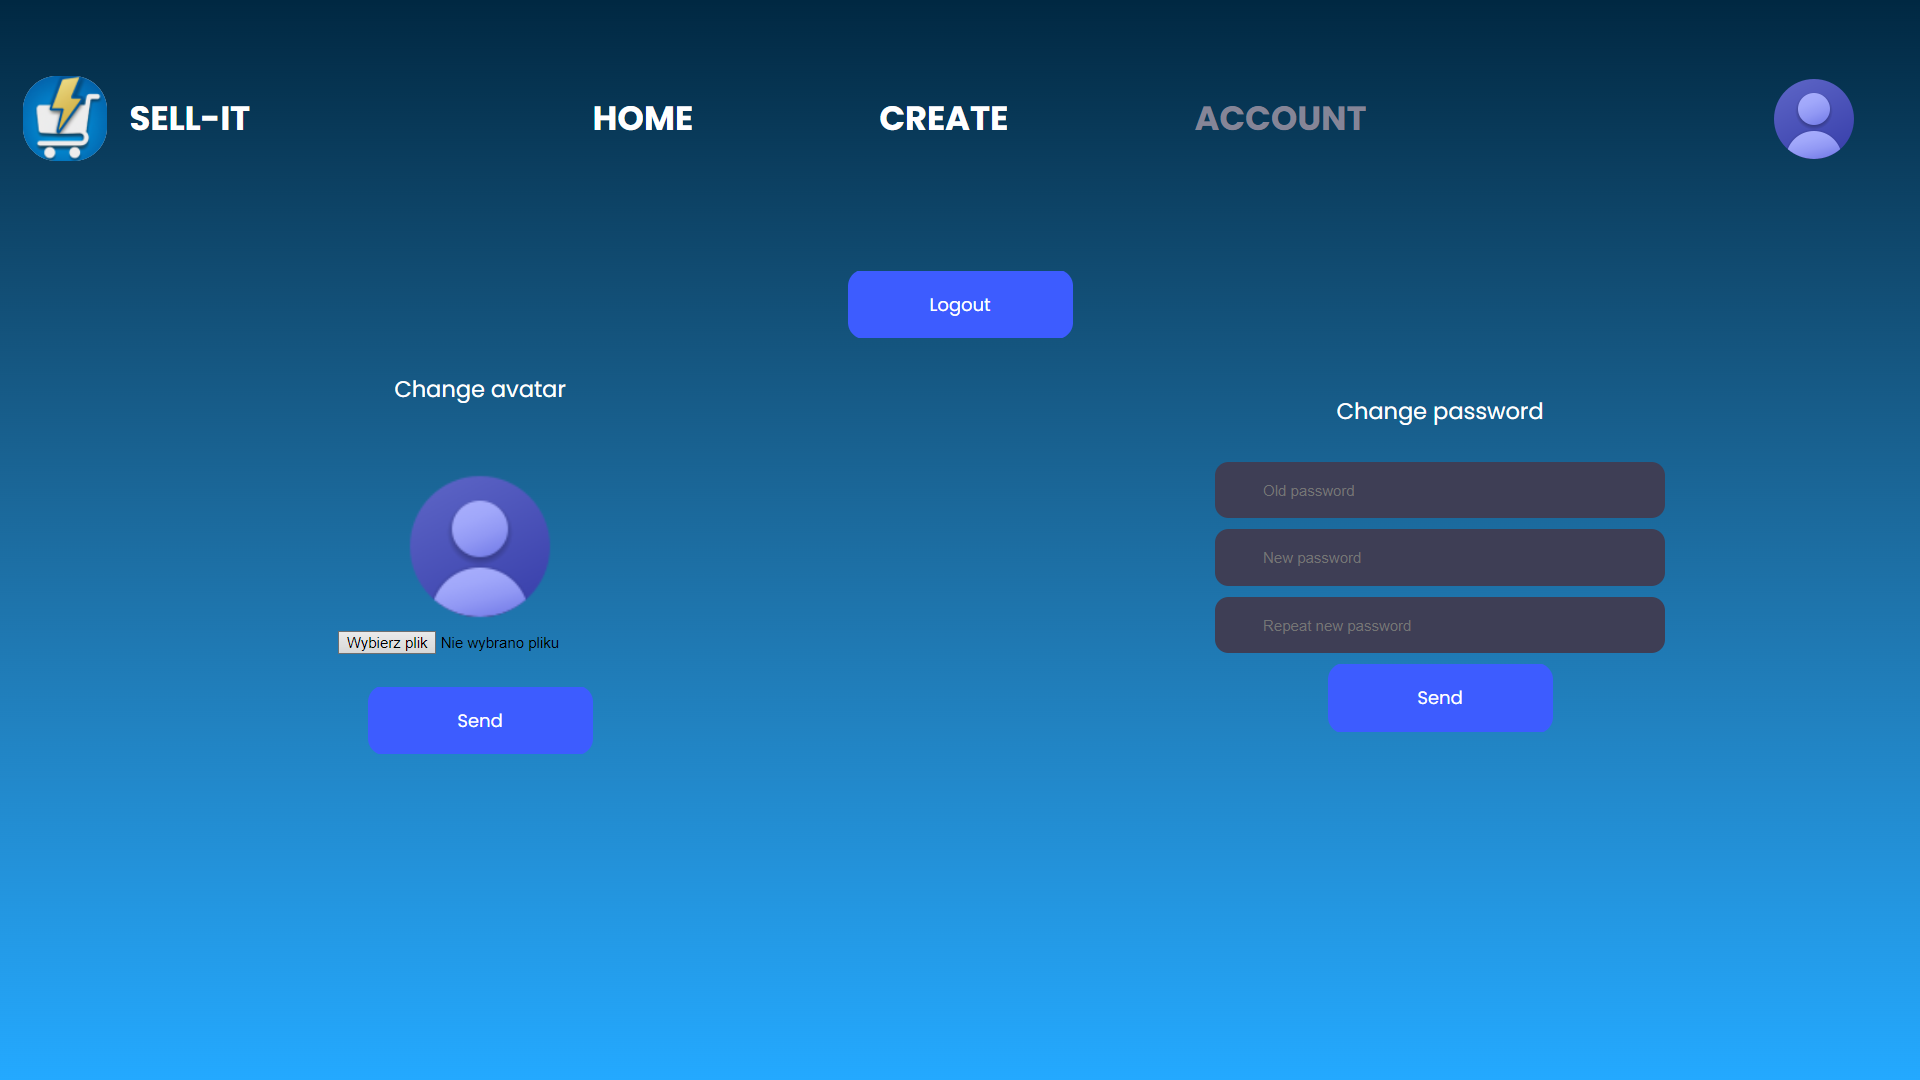 SELL-IT
HOME
CREATE
ACCOUNT
Logout
Change avatar
Wybierz plik Nie wybrano pliku
Send
Change password
Old password
New password
Repeat new password
Send